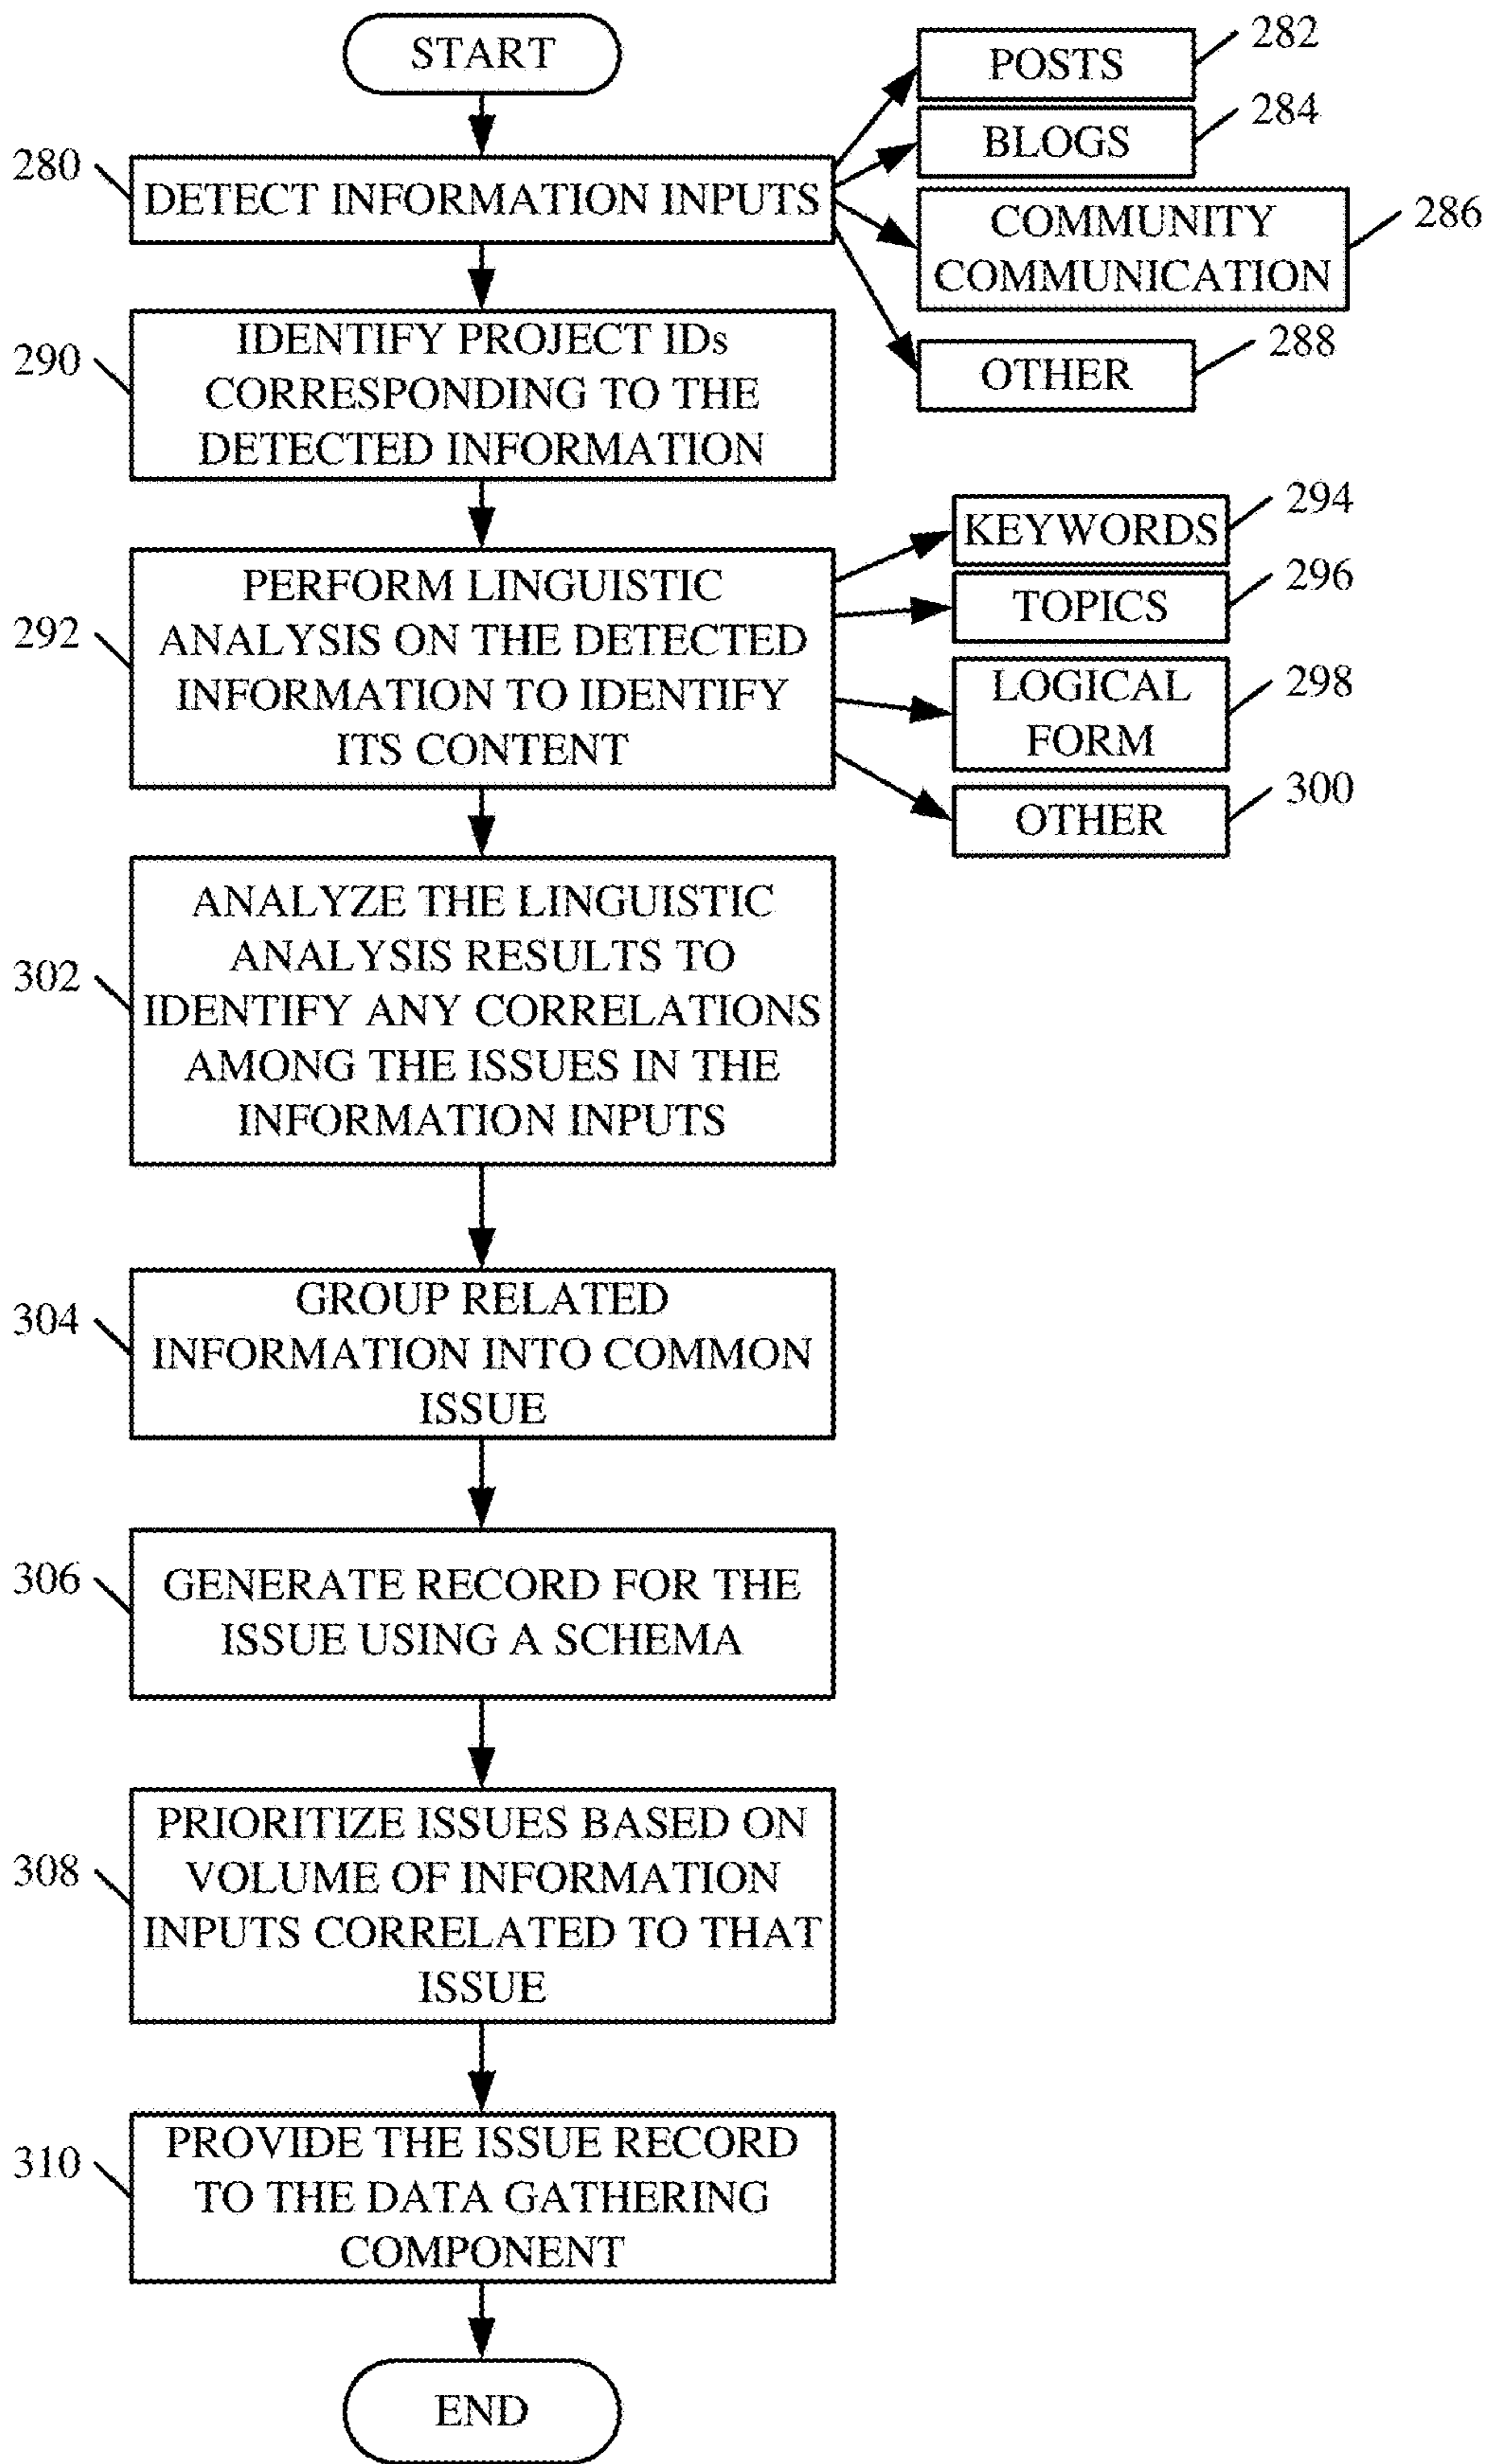 START
POSTS
282
BLOGS
284
280
DETECT INFORMATION INPUTS
COMMUNITY
COMMUNICATION
286
OTHER
288
290
IDENTIFY PROJECT IDs
CORRESPONDING TO THE
DETECTED INFORMATION
292
PERFORM LINGUISTIC
ANALYSIS ON THE DETECTED
INFORMATION TO IDENTIFY
ITS CONTENT
KEYWORDS
294
TOPICS
296
LOGICAL
FORM
298
OTHER
300
302
ANALYZE THE LINGUISTIC
ANALYSIS RESULTS TO
IDENTIFY ANY CORRELATIONS
AMONG THE ISSUES IN THE
INFORMATION INPUTS
304
GROUP RELATED
INFORMATION INTO COMMON
ISSUE
306
GENERATE RECORD FOR THE
ISSUE USING A SCHEMA
308
PRIORITIZE ISSUES BASED ON
VOLUME OF INFORMATION
INPUTS CORRELATED TO THAT
ISSUE
310
PROVIDE THE ISSUE RECORD
TO THE DATA GATHERING
COMPONENT
END